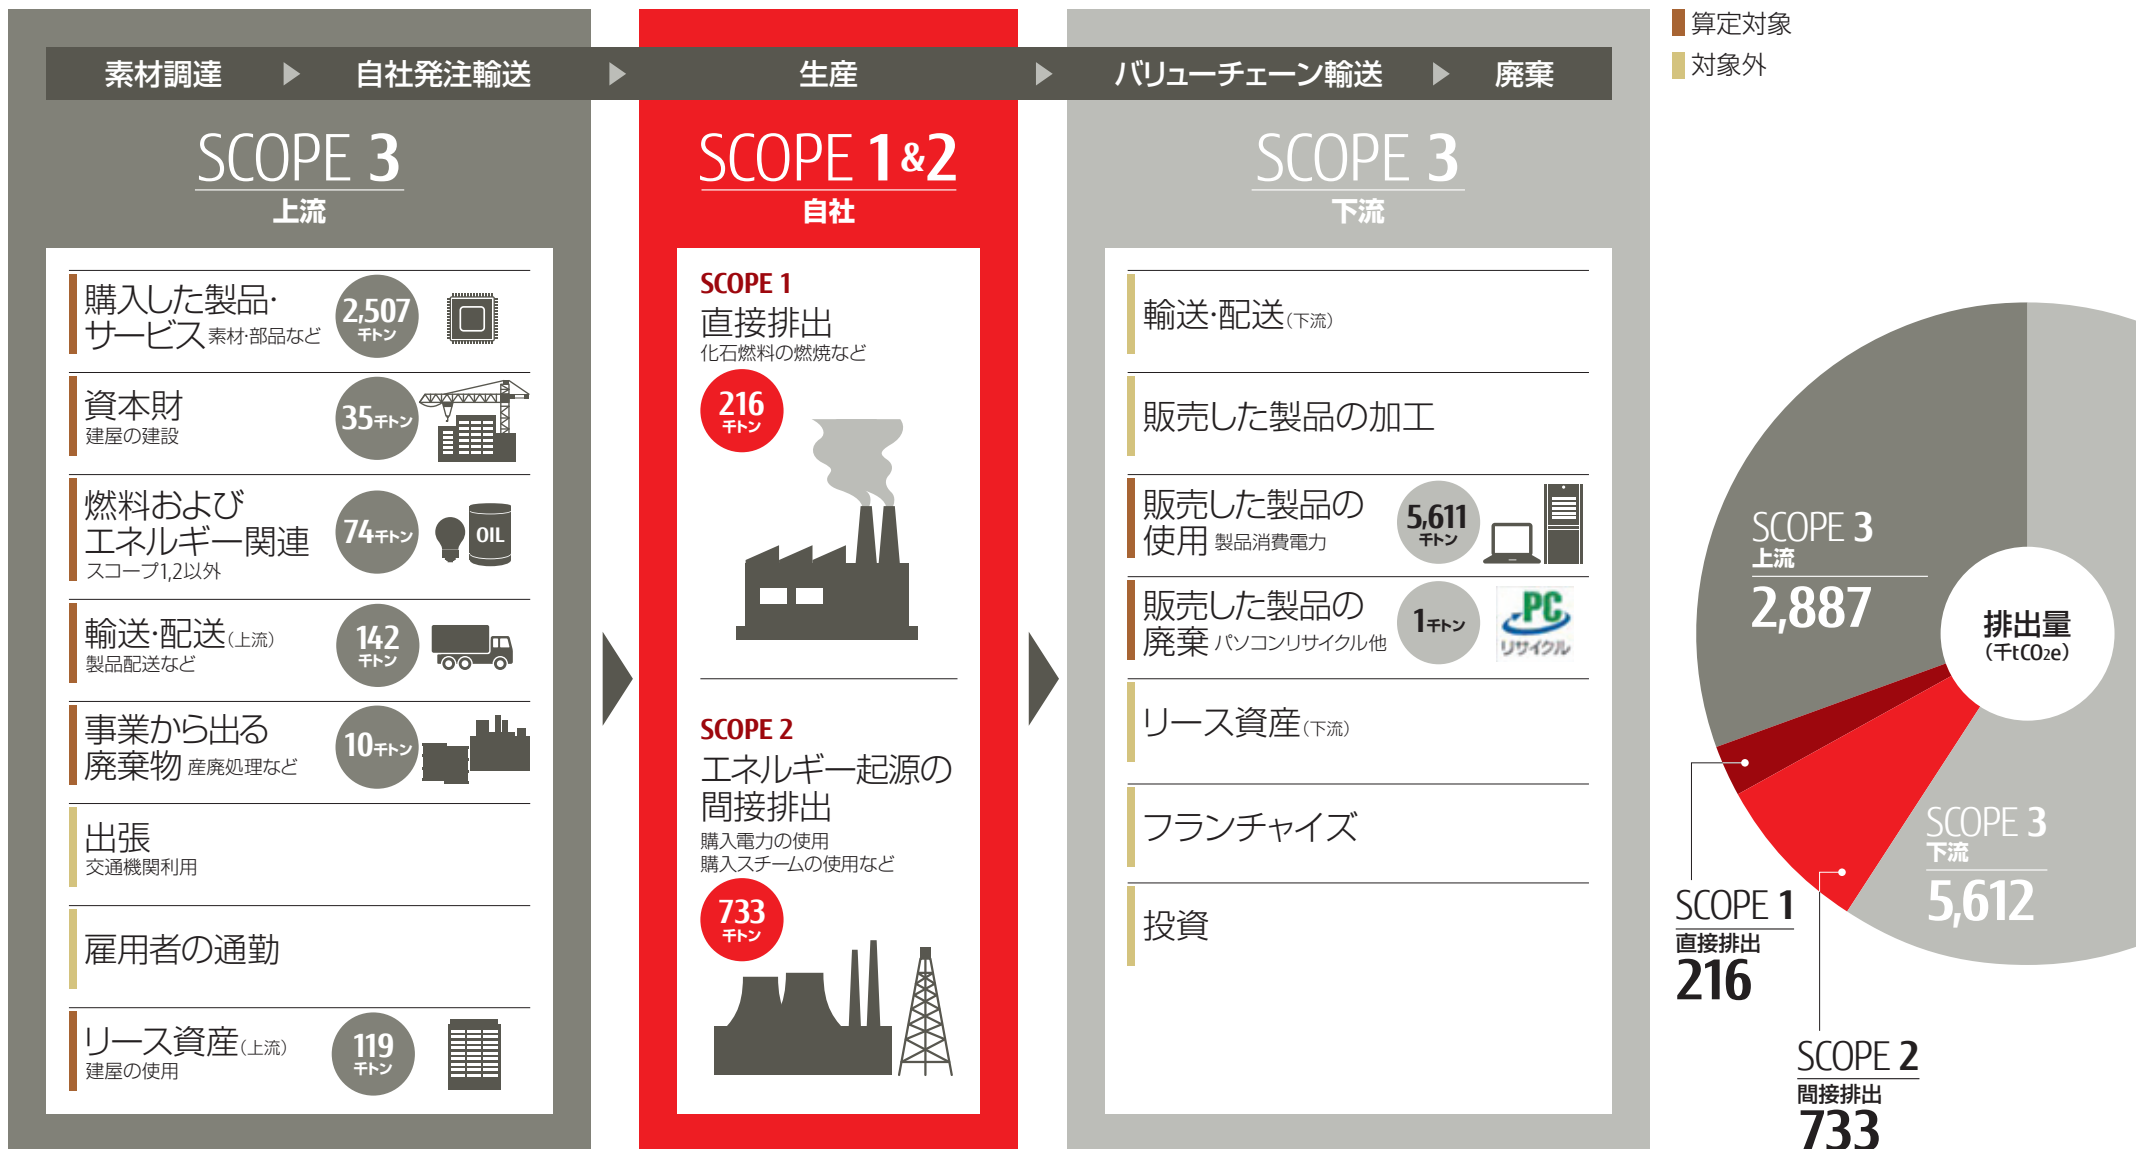 算定対象
対象外
素材調達
自社発注輸送
生産
バリューチェーン輸送
廃棄
SCOPE 3
上流
購入した製品・
サービス 素材・部品など
2,507
千トン
資本財
建屋の建設
35千トン
燃料および
エネルギー関連
スコープ1,2以外
74千トン
OIL
輸送・配送(上流)
製品配送など
142
千トン
事業から出る
廃棄物 産廃処理など
10千トン
出張
交通機関利用
雇用者の通勤
リース資産(上流)
建屋の使用
119
千トン
SCOPE 1&2
自社
SCOPE 1
直接排出
化石燃料の燃焼など
216
千トン
SCOPE 2
エネルギー起源の
間接排出
購入電力の使用
購入スチームの使用など
733
千トン
SCOPE 3
下流
輸送・配送(下流)
販売した製品の加工
販売した製品の
使用 製品消費電力
5,611
千トン
販売した製品の
廃棄 パソコンリサイクル他
1千トン
PC
リサイクル
リース資産(下流)
フランチャイズ
投資
SCOPE 3
上流
2,887
排出量
(千tCO2e)
SCOPE 3
下流
5,612
SCOPE 1
直接排出
216
SCOPE 2
間接排出
733